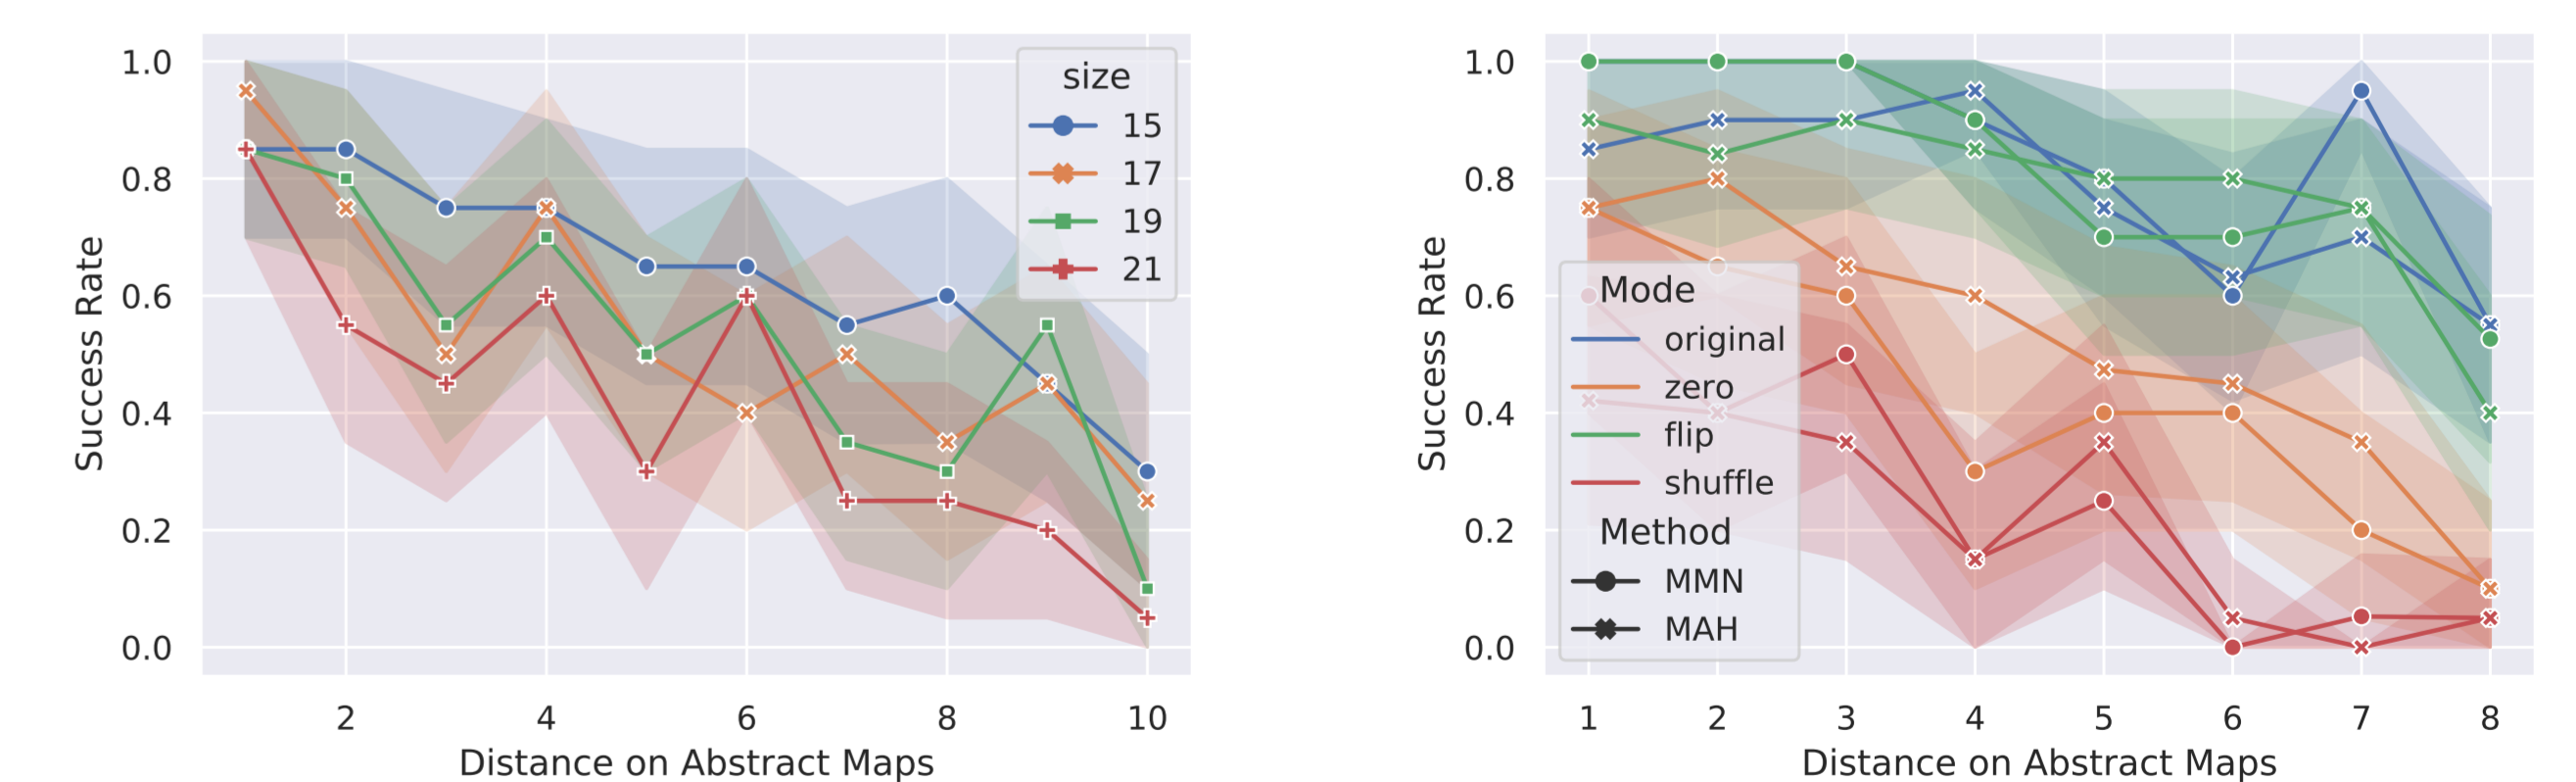 1.0
0.8
0.6
0.4
0.2
0.0
Success Rate
2 4 6 8 10
Distance on Abstract Maps
size
15
17
19
21
1.0
0.8
0.6
0.4
0.2
0.0
Success Rate
1 2 3 4 5 6 7 8
Distance on Abstract Maps
Mode
original
zero
flip
shuffle
Method
MMN
MAH